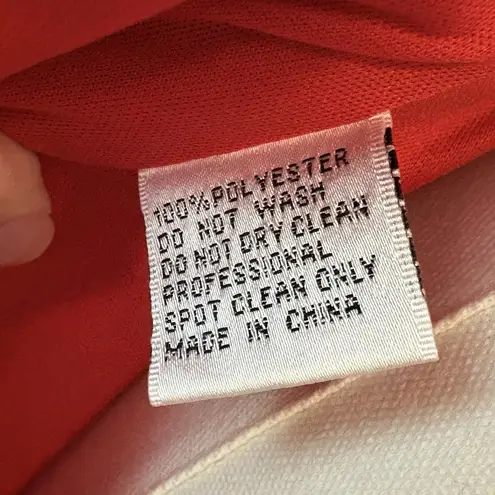 100% POLYESTER
DO NOT WASH
DO NOT DRY CLEAN
PROFESSIONAL
SPOT CLEAN ONLY
MADE IN CHINA